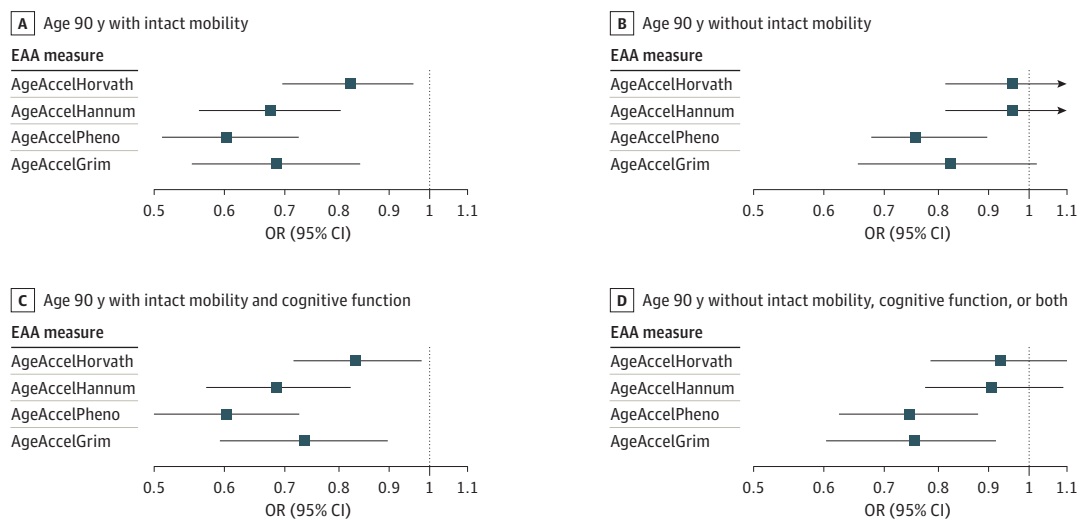 A Age 90 y with intact mobility
EAA measure
AgeAccelHorvath
AgeAccelHannum
AgeAccelPheno
AgeAccelGrim
0.5 0.6 0.7 0.8 0.9 1 1.1
OR (95% CI)
B Age 90 y without intact mobility
EAA measure
AgeAccelHorvath
AgeAccelHannum
AgeAccelPheno
AgeAccelGrim
0.5 0.6 0.7 0.8 0.9 1 1.1
OR (95% CI)
C Age 90 y with intact mobility and cognitive function
EAA measure
AgeAccelHorvath
AgeAccelHannum
AgeAccelPheno
AgeAccelGrim
0.5 0.6 0.7 0.8 0.9 1 1.1
OR (95% CI)
D Age 90 y without intact mobility, cognitive function, or both
EAA measure
AgeAccelHorvath
AgeAccelHannum
AgeAccelPheno
AgeAccelGrim
0.5 0.6 0.7 0.8 0.9 1 1.1
OR (95% CI)